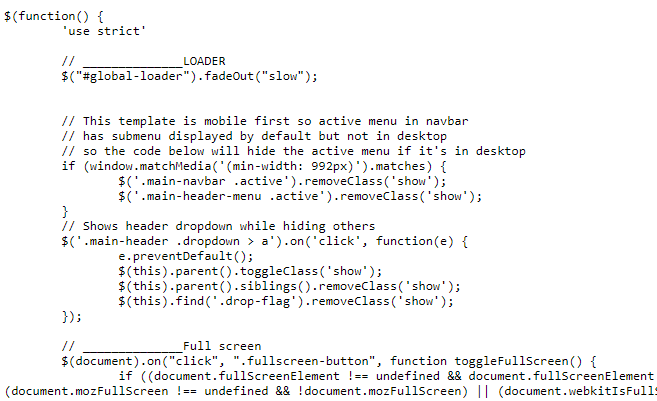 $(function() {
'use strict'
// ______________LOADER
$("#global-loader").fadeOut("slow");
// This template is mobile first so active menu in navbar
// has submenu displayed by default but not in desktop
// so the code below will hide the active menu if it's in desktop
if (window.matchMedia('(min-width: 992px)').matches) {
$('.main-navbar .active').removeClass('show');
$('.main-header-menu .active').removeClass('show');
}
// Shows header dropdown while hiding others
$('.main-header .dropdown > a').on('click', function(e) {
e.preventDefault();
$(this).parent().toggleClass('show');
$(this).parent().siblings().removeClass('show');
$(this).find('.drop-flag').removeClass('show');
});
// ______________Full screen
$(document).on("click", ".fullscreen-button", function toggleFullScreen() {
if ((document.fullScreenElement !== undefined && document.fullScreenElement
(document.mozFullScreen !== undefined && !document.mozFullScreen) || (document.webkitIsFullS